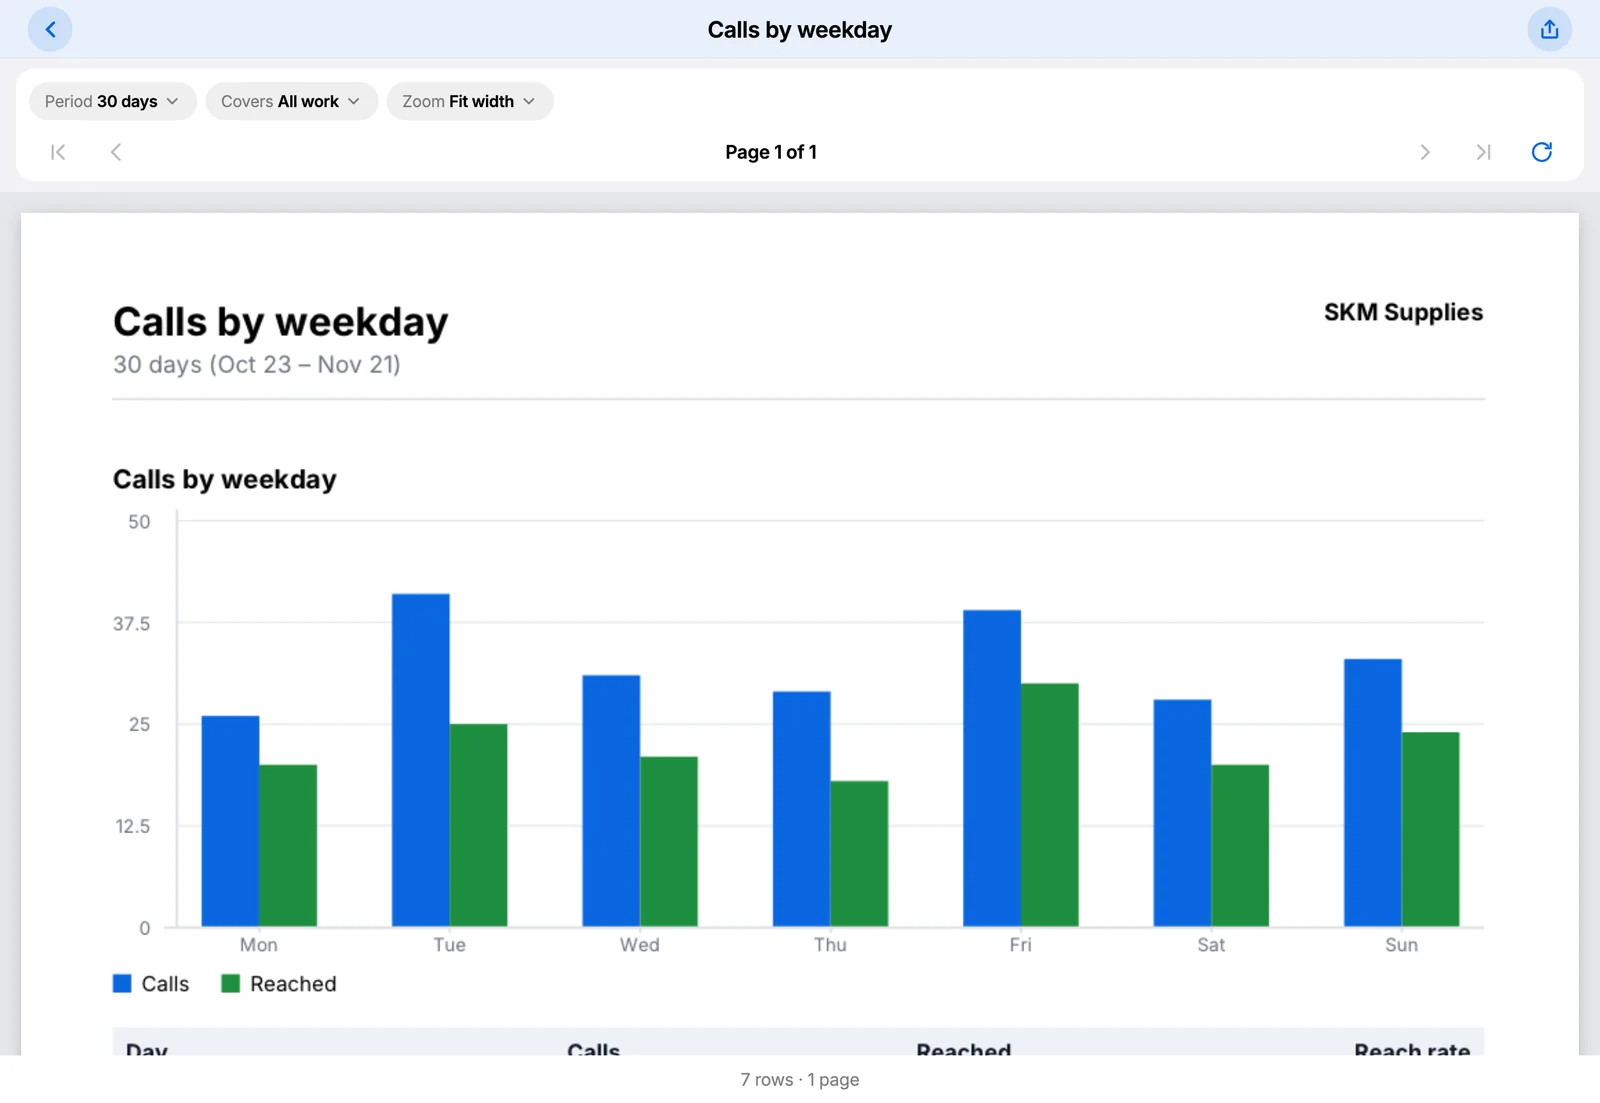 Calls by weekday
Period 30 days
Covers All work
Zoom Fit width
Page 1 of 1
Calls by weekday
SKM Supplies
30 days (Oct 23 – Nov 21)
Calls by weekday
50
37.5
25
12.5
0
Mon Tue Wed Thu Fri Sat Sun
Calls Reached
Day Calls Reached Reach rate
7 rows · 1 page